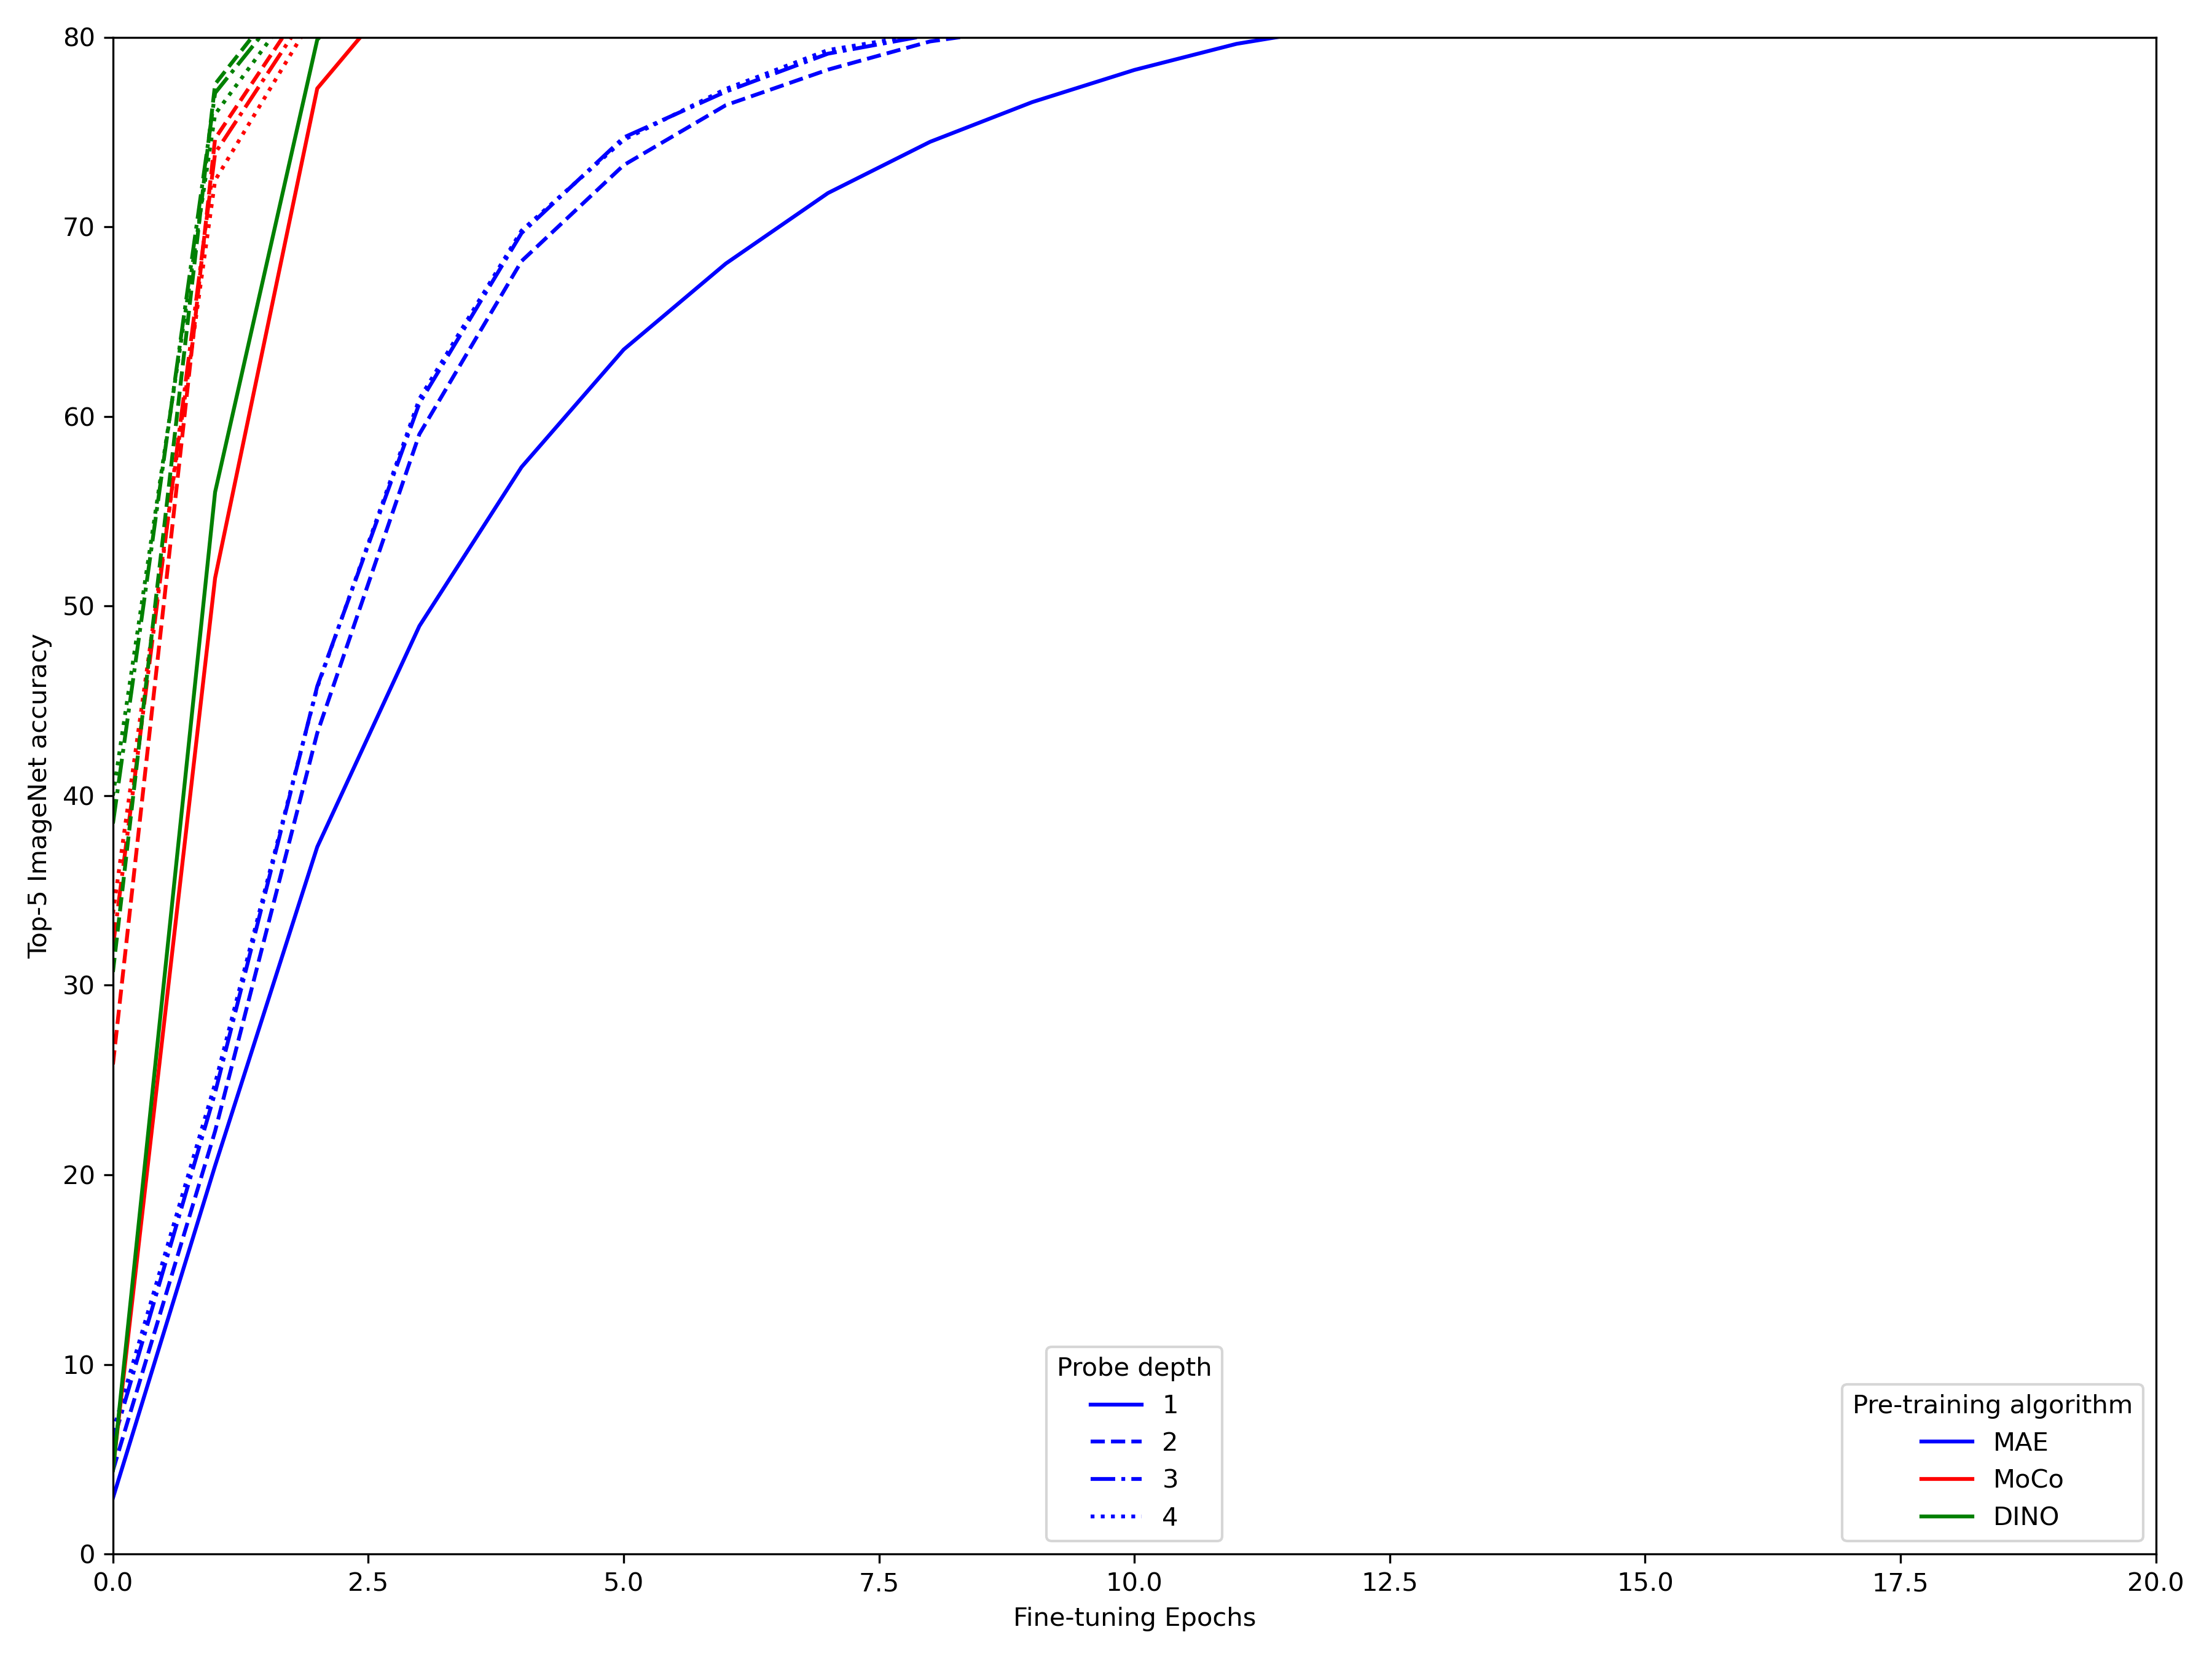 80
70
60
50
40
30
20
10
0
Top-5 ImageNet accuracy
0.0 2.5 5.0 7.5 10.0 12.5 15.0 17.5 20.0
Fine-tuning Epochs
Probe depth
1
2
3
4
Pre-training algorithm
MAE
MoCo
DINO